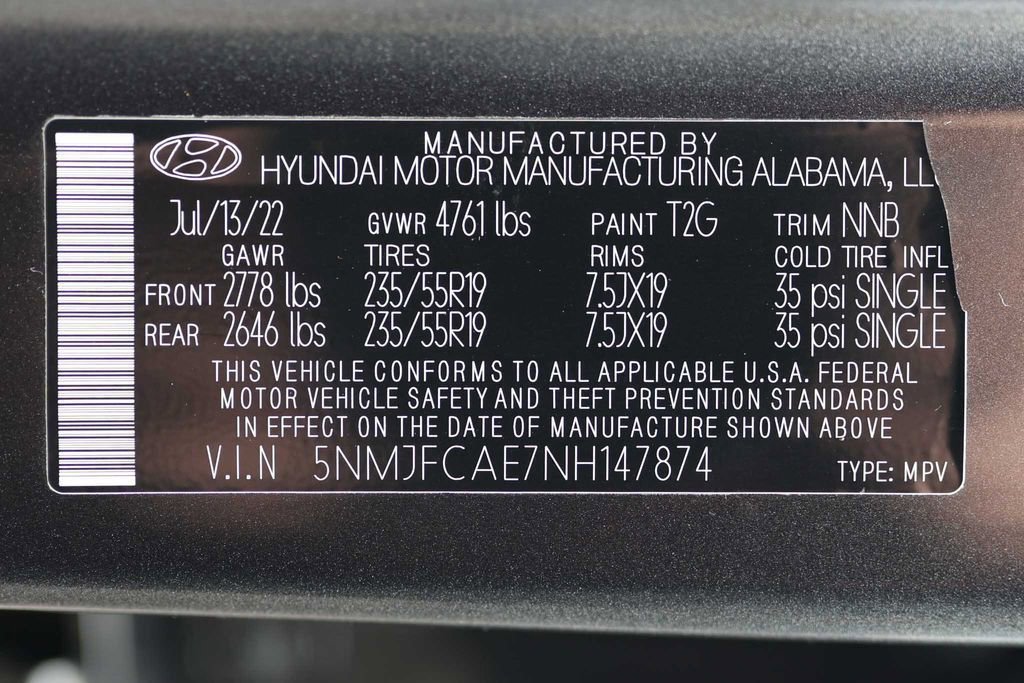 MANUFACTURED BY
HYUNDAI MOTOR MANUFACTURING ALABAMA, LL
Jul/13/22 GVWR 4761 lbs PAINT T2G TRIM NNB
GAWR TIRES RIMS COLD TIRE INFL
FRONT 2778 lbs 235/55R19 7.5JX19 35 psi SINGLE
REAR 2646 lbs 235/55R19 7.5JX19 35 psi SINGLE
THIS VEHICLE CONFORMS TO ALL APPLICABLE U.S.A. FEDERAL
MOTOR VEHICLE SAFETY AND THEFT PREVENTION STANDARDS
IN EFFECT ON THE DATE OF MANUFACTURE SHOWN ABOVE
V.I.N 5NMJFCAE7NH147874 TYPE: MPV